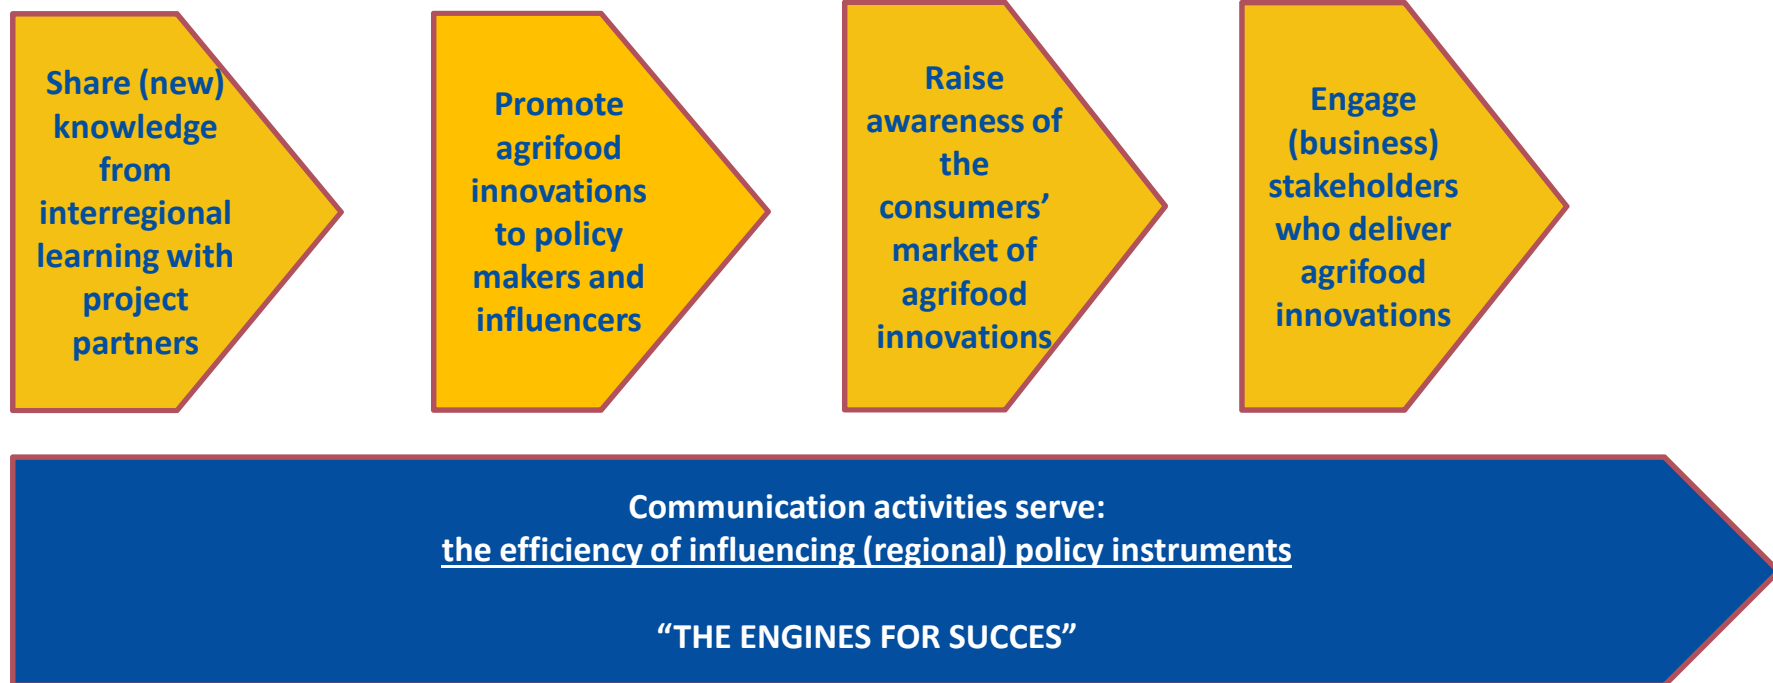 Share (new)
knowledge
from
interregional
learning with
project
partners
Promote
agrifood
innovations
to policy
makers and
influencers
Raise
awareness of
the
consumers’
market of
agrifood
innovations
Engage
(business)
stakeholders
who deliver
agrifood
innovations
Communication activities serve:
the efficiency of influencing (regional) policy instruments
“THE ENGINES FOR SUCCES”